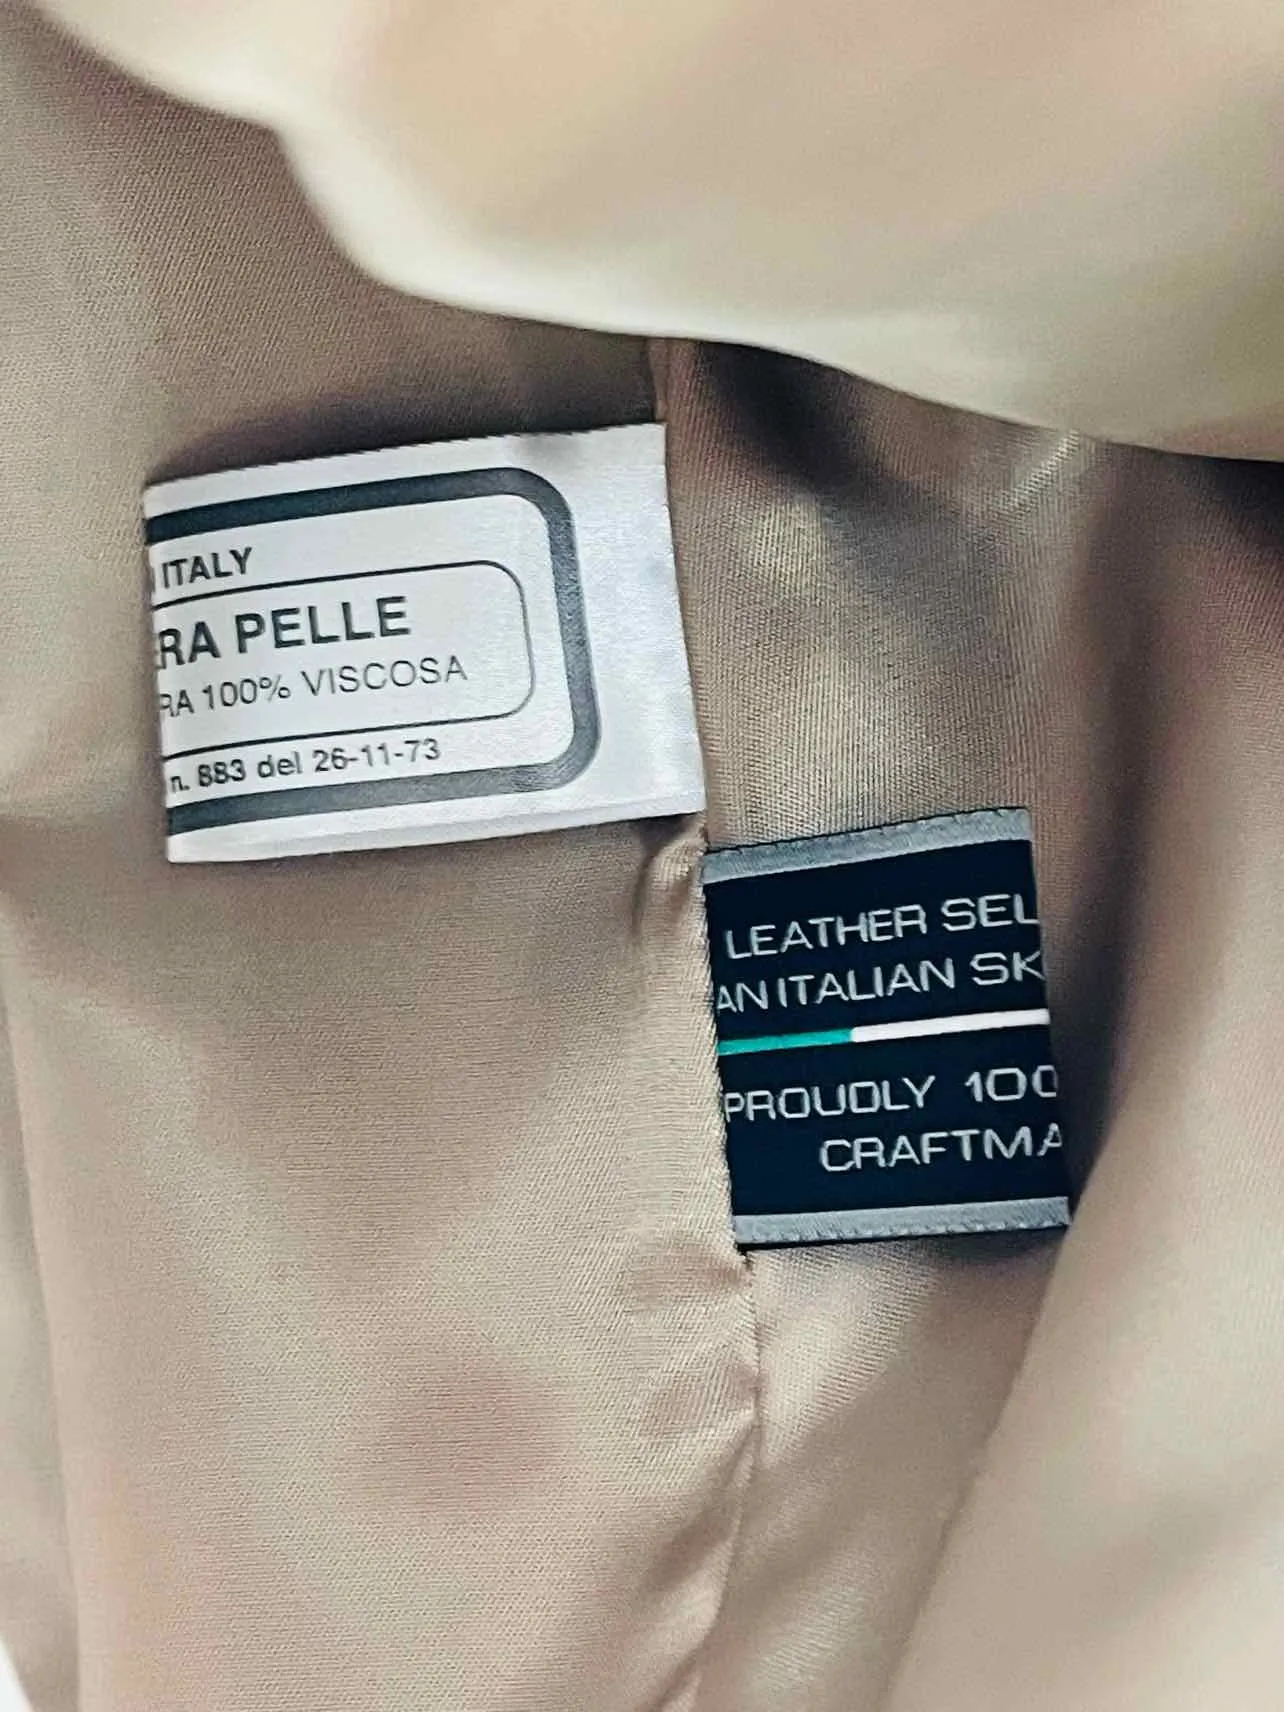 ITALY
RA PELLE
RA 100% VISCOSA
n. 883 del 26-11-73
LEATHER SEL
AN ITALIAN SK
PROUDLY 100
CRAFTMA